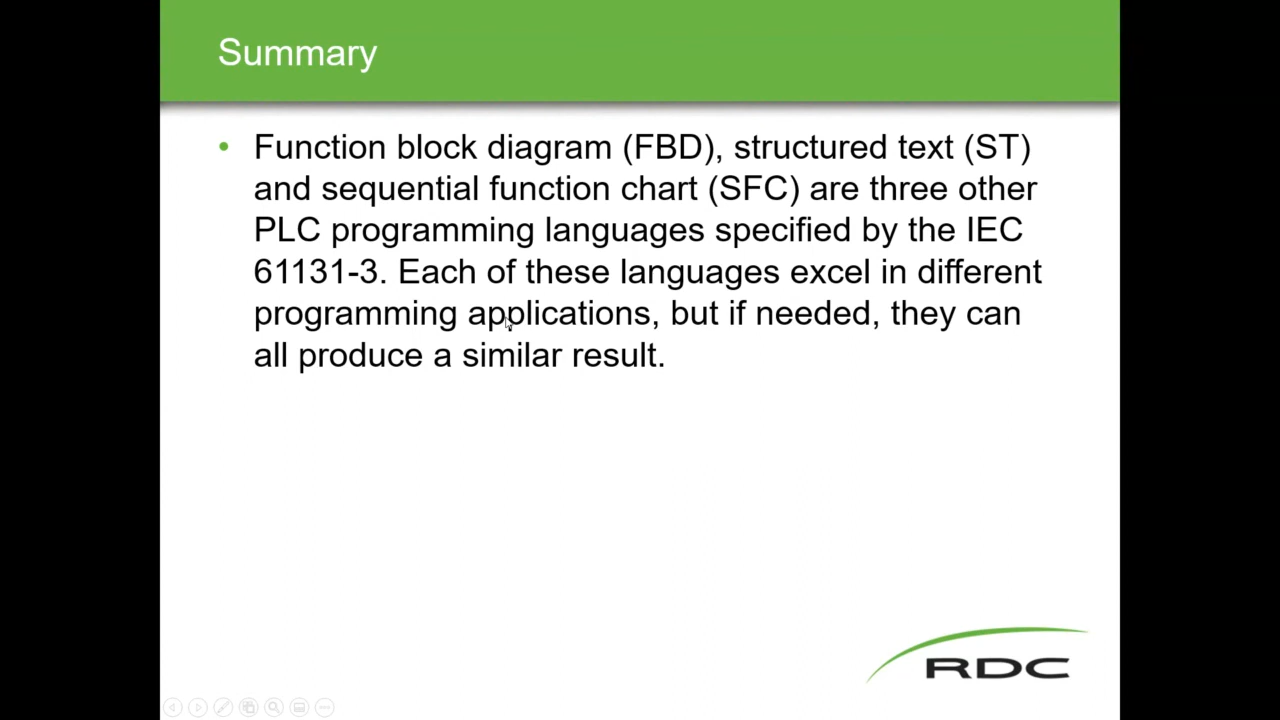 Summary
• Function block diagram (FBD), structured text (ST)
and sequential function chart (SFC) are three other
PLC programming languages specified by the IEC
61131-3. Each of these languages excel in different
programming applications, but if needed, they can
all produce a similar result.
RDC